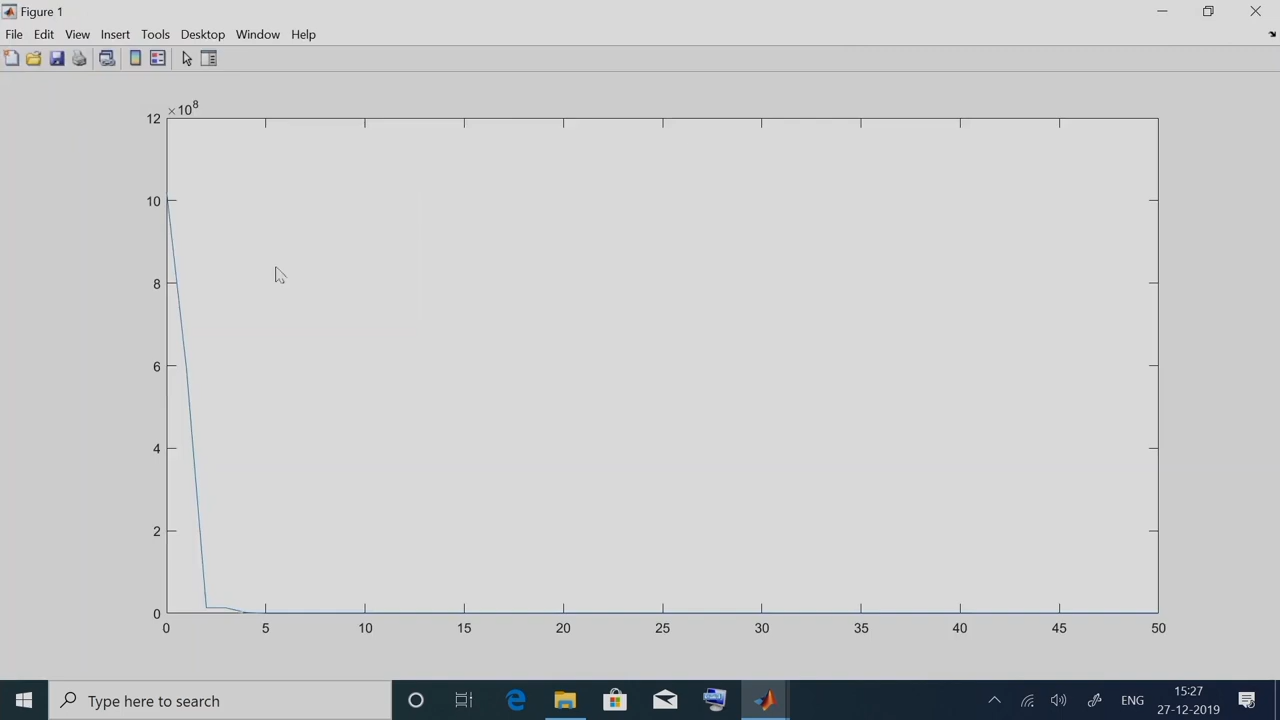 Figure 1
File Edit View Insert Tools Desktop Window Help
×10⁸
12
10
8
6
4
2
0
0 5 10 15 20 25 30 35 40 45 50
Type here to search
ENG
15:27
27-12-2019